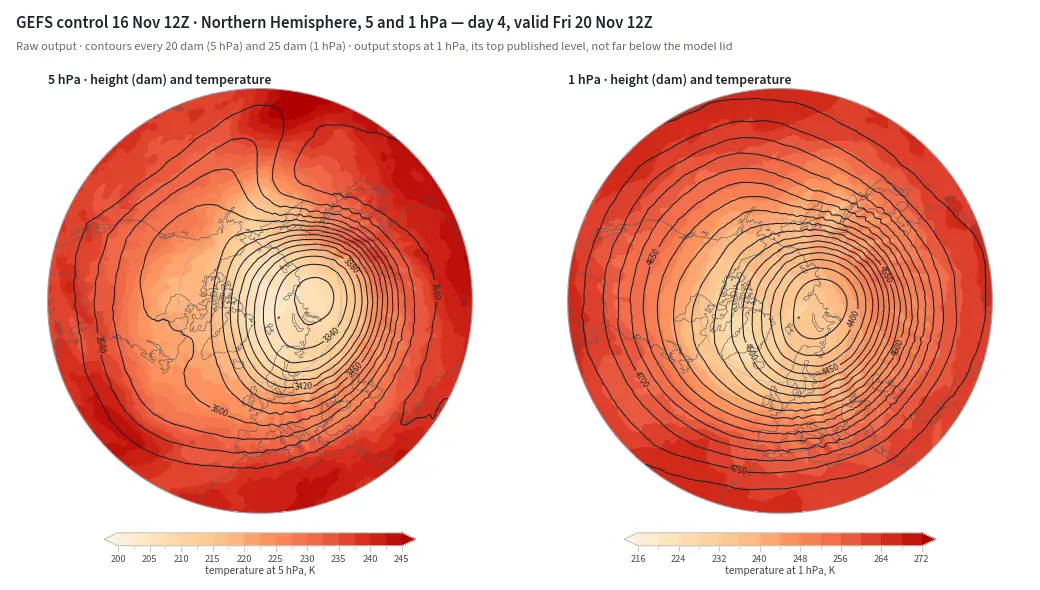 GEFS control 16 Nov 12Z · Northern Hemisphere, 5 and 1 hPa — day 4, valid Fri 20 Nov 12Z
Raw output · contours every 20 dam (5 hPa) and 25 dam (1 hPa) · output stops at 1 hPa, its top published level, not far below the model lid
5 hPa · height (dam) and temperature
1 hPa · height (dam) and temperature
3380
3580
3340
3540
3460
3420
3500
4650
4550
4400
4500
4600
4450
4700
4750
200 205 210 215 220 225 230 235 240 245
temperature at 5 hPa, K
216 224 232 240 248 256 264 272
temperature at 1 hPa, K